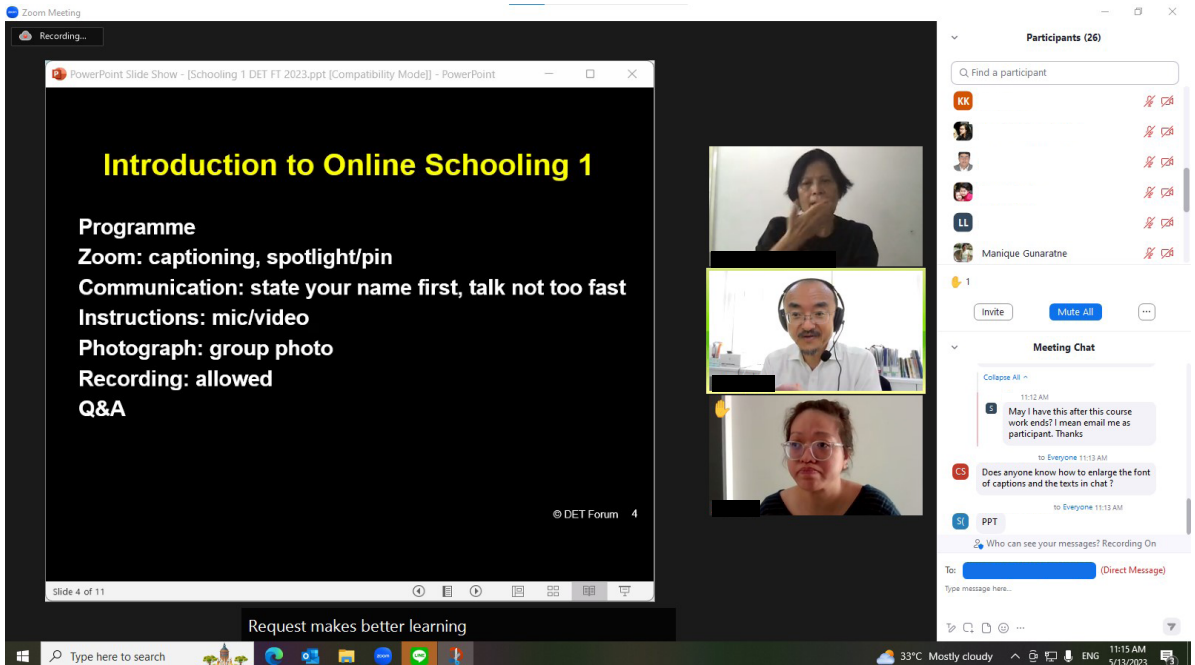 Zoom Meeting
Recording...
PowerPoint Slide Show - [Schooling 1 DET FT 2023.ppt [Compatibility Mode]] - PowerPoint
Introduction to Online Schooling 1
Programme
Zoom: captioning, spotlight/pin
Communication: state your name first, talk not too fast
Instructions: mic/video
Photograph: group photo
Recording: allowed
Q&A
© DET Forum 4
Slide 4 of 11
Request makes better learning
Participants (26)
Find a participant
KK
LL
Manique Gunaratne
1
Invite
Mute All
Meeting Chat
Collapse All
11:12 AM
S
May I have this after this course
work ends? I mean email me as
participant. Thanks
to Everyone 11:13 AM
CS
Does anyone know how to enlarge the font
of captions and the texts in chat ?
to Everyone 11:13 AM
S(
PPT
Who can see your messages? Recording On
To:
(Direct Message)
Type message here...
Type here to search
zoom
33°C Mostly cloudy
ENG
11:15 AM
5/13/2023
3